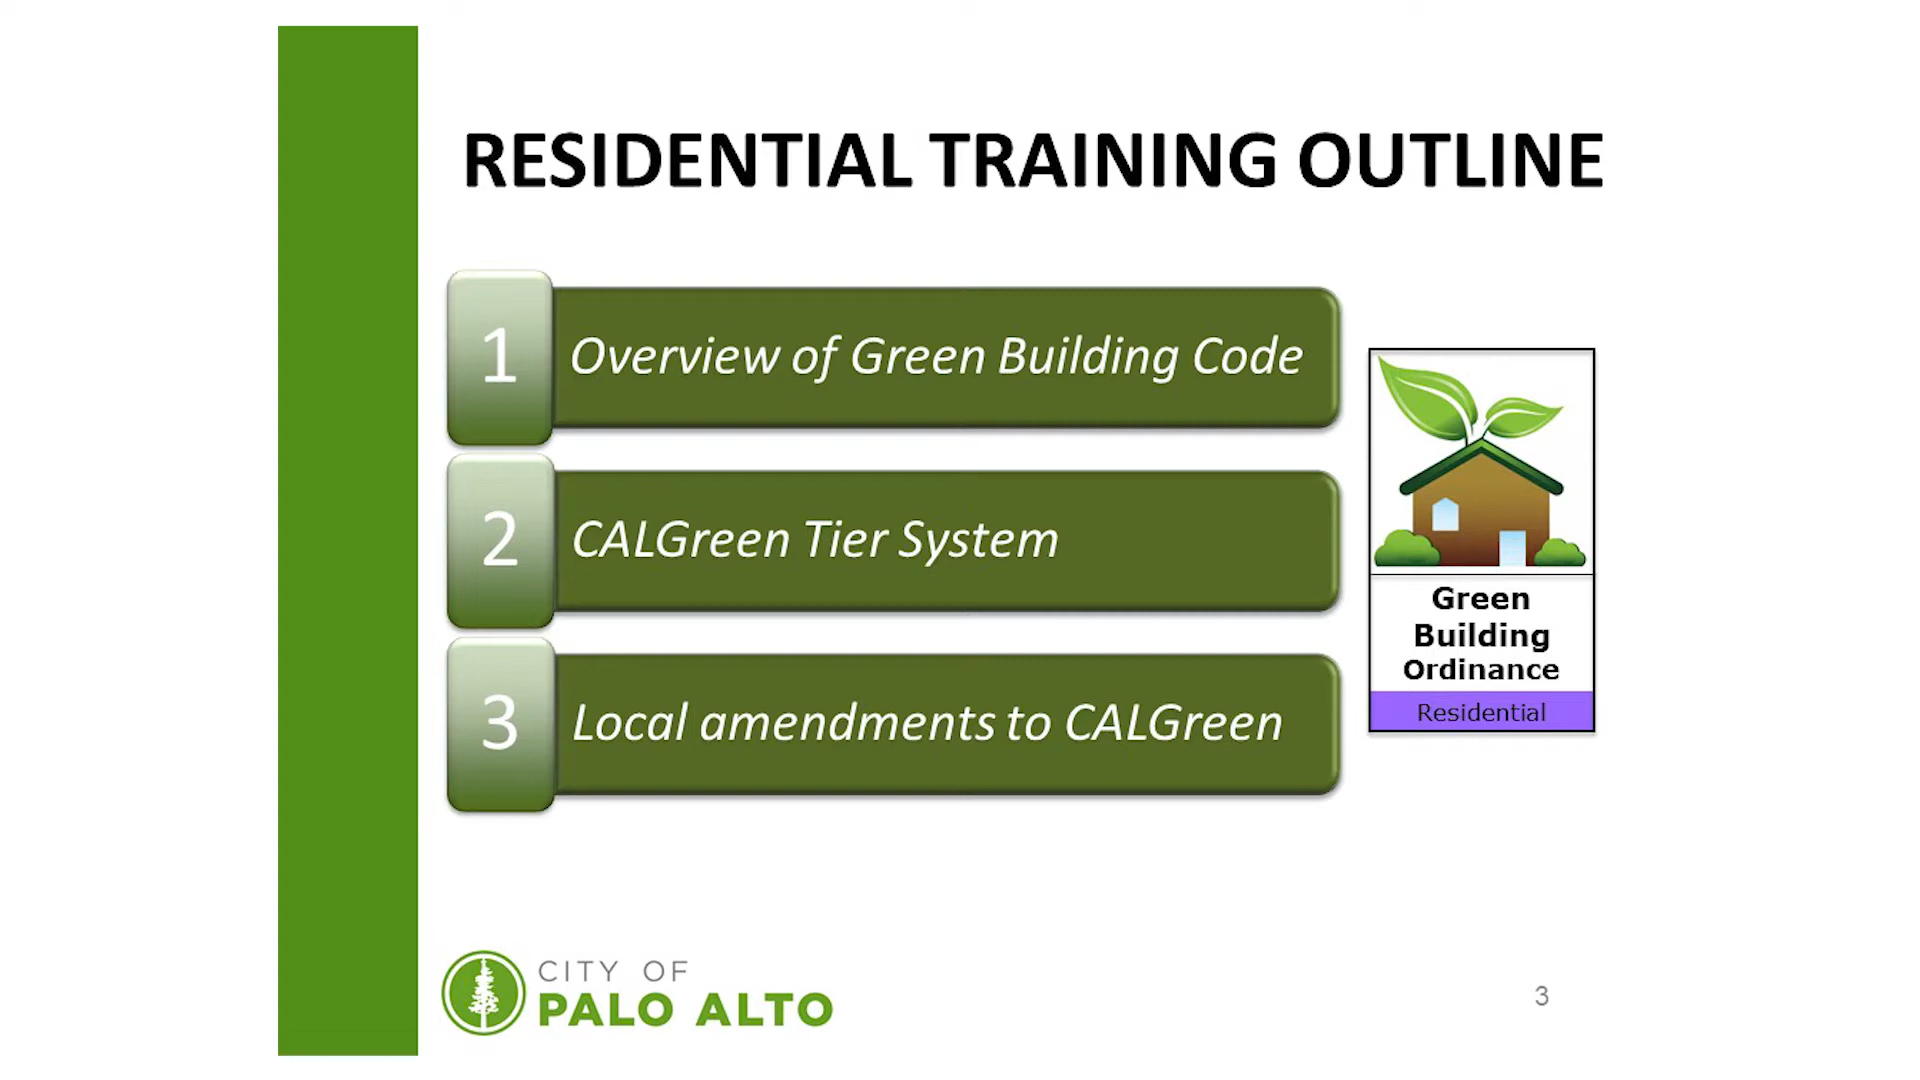 RESIDENTIAL TRAINING OUTLINE
1
Overview of Green Building Code
2
CALGreen Tier System
3
Local amendments to CALGreen
Green
Building
Ordinance
Residential
CITY OF
PALO ALTO
3